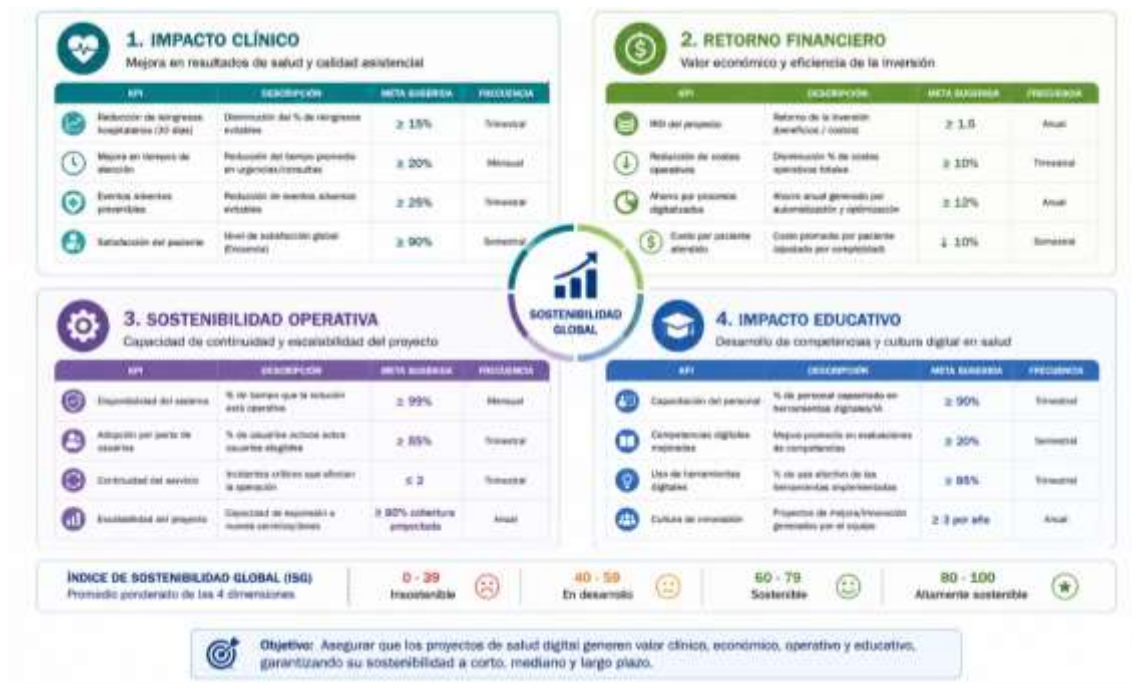 1. IMPACTO CLÍNICO
Mejora en resultados de salud y calidad asistencial
KPI DESCRIPCIÓN META SUGERIDA FRECUENCIA
Reducción de reingresos
hospitalarios (30 días)
Disminución del % de reingresos
evitables
≥ 15%
Trimestral
Mejora en tiempos de
atención
Reducción del tiempo promedio
en urgencias/consultas
≥ 20%
Mensual
Eventos adversos
prevenibles
Reducción de eventos adversos
evitables
≥ 25%
Trimestral
Satisfacción del paciente
Nivel de satisfacción global
(Encuesta)
≥ 90%
Semestral
2. RETORNO FINANCIERO
Valor económico y eficiencia de la inversión
KPI DESCRIPCIÓN META SUGERIDA FRECUENCIA
ROI del proyecto
Retorno de la inversión
(beneficios / costos)
≥ 1.5
Anual
Reducción de costos
operativos
Disminución % de costos
operativos totales
≥ 10%
Trimestral
Ahorro por procesos
digitalizados
Ahorro anual generado por
automatización y optimización
≥ 12%
Anual
Costo por paciente
atendido
Costo promedio por paciente
(ajustado por complejidad)
↓ 10%
Semestral
SOSTENIBILIDAD
GLOBAL
3. SOSTENIBILIDAD OPERATIVA
Capacidad de continuidad y escalabilidad del proyecto
KPI DESCRIPCIÓN META SUGERIDA FRECUENCIA
Disponibilidad del sistema
% de tiempo que la solución
está operativa
≥ 99%
Mensual
Adopción por parte de
usuarios
% de usuarios activos sobre
usuarios elegibles
≥ 85%
Trimestral
Continuidad del servicio
Incidentes críticos que afectan
la operación
≤ 2
Trimestral
Escalabilidad del proyecto
Capacidad de expansión a
nuevos servicios/áreas
≥ 80% cobertura
proyectada
Anual
4. IMPACTO EDUCATIVO
Desarrollo de competencias y cultura digital en salud
KPI DESCRIPCIÓN META SUGERIDA FRECUENCIA
Capacitación del personal
% de personal capacitado en
herramientas digitales/IA
≥ 90%
Trimestral
Competencias digitales
mejoradas
Mejora promedio en evaluaciones
de competencias
≥ 20%
Semestral
Uso de herramientas
digitales
% de uso efectivo de las
herramientas implementadas
≥ 85%
Trimestral
Cultura de innovación
Proyectos de mejora/innovación
generados por el equipo
≥ 3 por año
Anual
ÍNDICE DE SOSTENIBILIDAD GLOBAL (ISG)
Promedio ponderado de las 4 dimensiones
0 - 39
Insostenible
40 - 59
En desarrollo
60 - 79
Sostenible
80 - 100
Altamente sostenible
Objetivo: Asegurar que los proyectos de salud digital generen valor clínico, económico, operativo y educativo,
garantizando su sostenibilidad a corto, mediano y largo plazo.